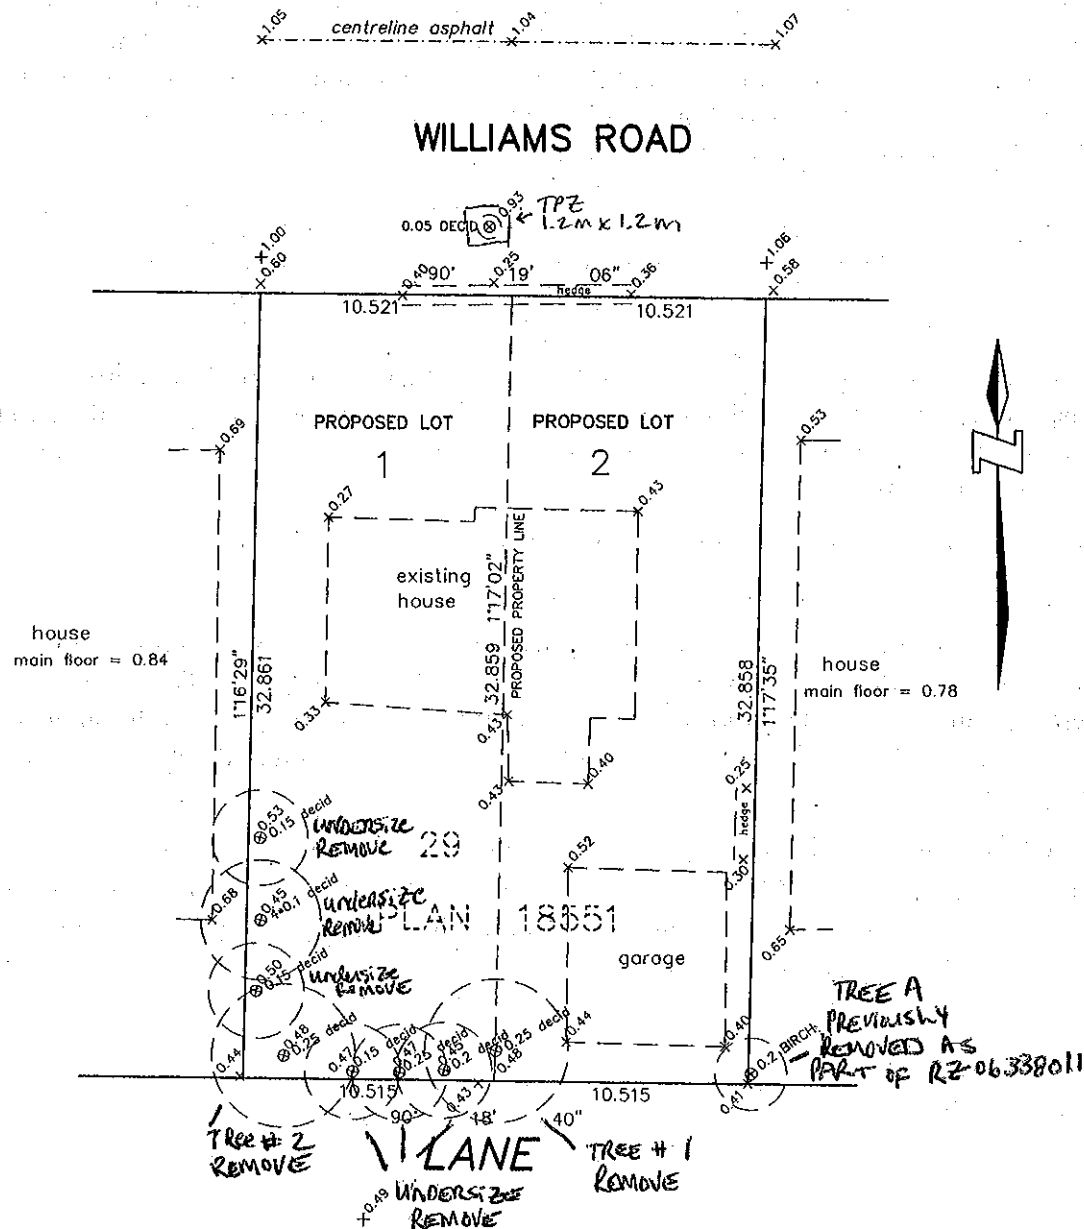 1.05
centreline asphalt
1.04
1.07
WILLIAMS ROAD
0.05 DECID
0.93
TPZ
1.2m x 1.2m
1.00
0.60
0.40
90' 19' 06"
0.25
0.36
1.06
0.58
hedge
10.521
10.521
PROPOSED LOT
1
PROPOSED LOT
2
0.69
0.53
0.27
0.43
existing
house
32.859 1'17'02"
PROPOSED PROPERTY LINE
house
main floor = 0.84
1'16'29"
32.861
32.858
1'17'35"
house
main floor = 0.78
0.33
0.43
0.43
0.40
0.25
hedge
0.30
0.53
0.15 decid
UNDERSIZE
REMOVE
29
0.52
0.68
0.45
4*0.1 decid
undersize
REMOVE
PLAN 18551
0.65
0.50
0.15 decid
undersize
REMOVE
garage
0.44
0.48
0.25 decid
0.47
0.15 decid
0.47
0.25 decid
0.45
0.2 decid
0.25 decid
0.48
0.44
0.40
0.2 BIRCH
0.41
TREE A
PREVIOUSLY
REMOVED AS
PART OF RZ-06338011
10.515
0.43
10.515
90' 18' 40"
TREE # 2
REMOVE
LANE
TREE # 1
REMOVE
0.49
UNDERSIZE
REMOVE